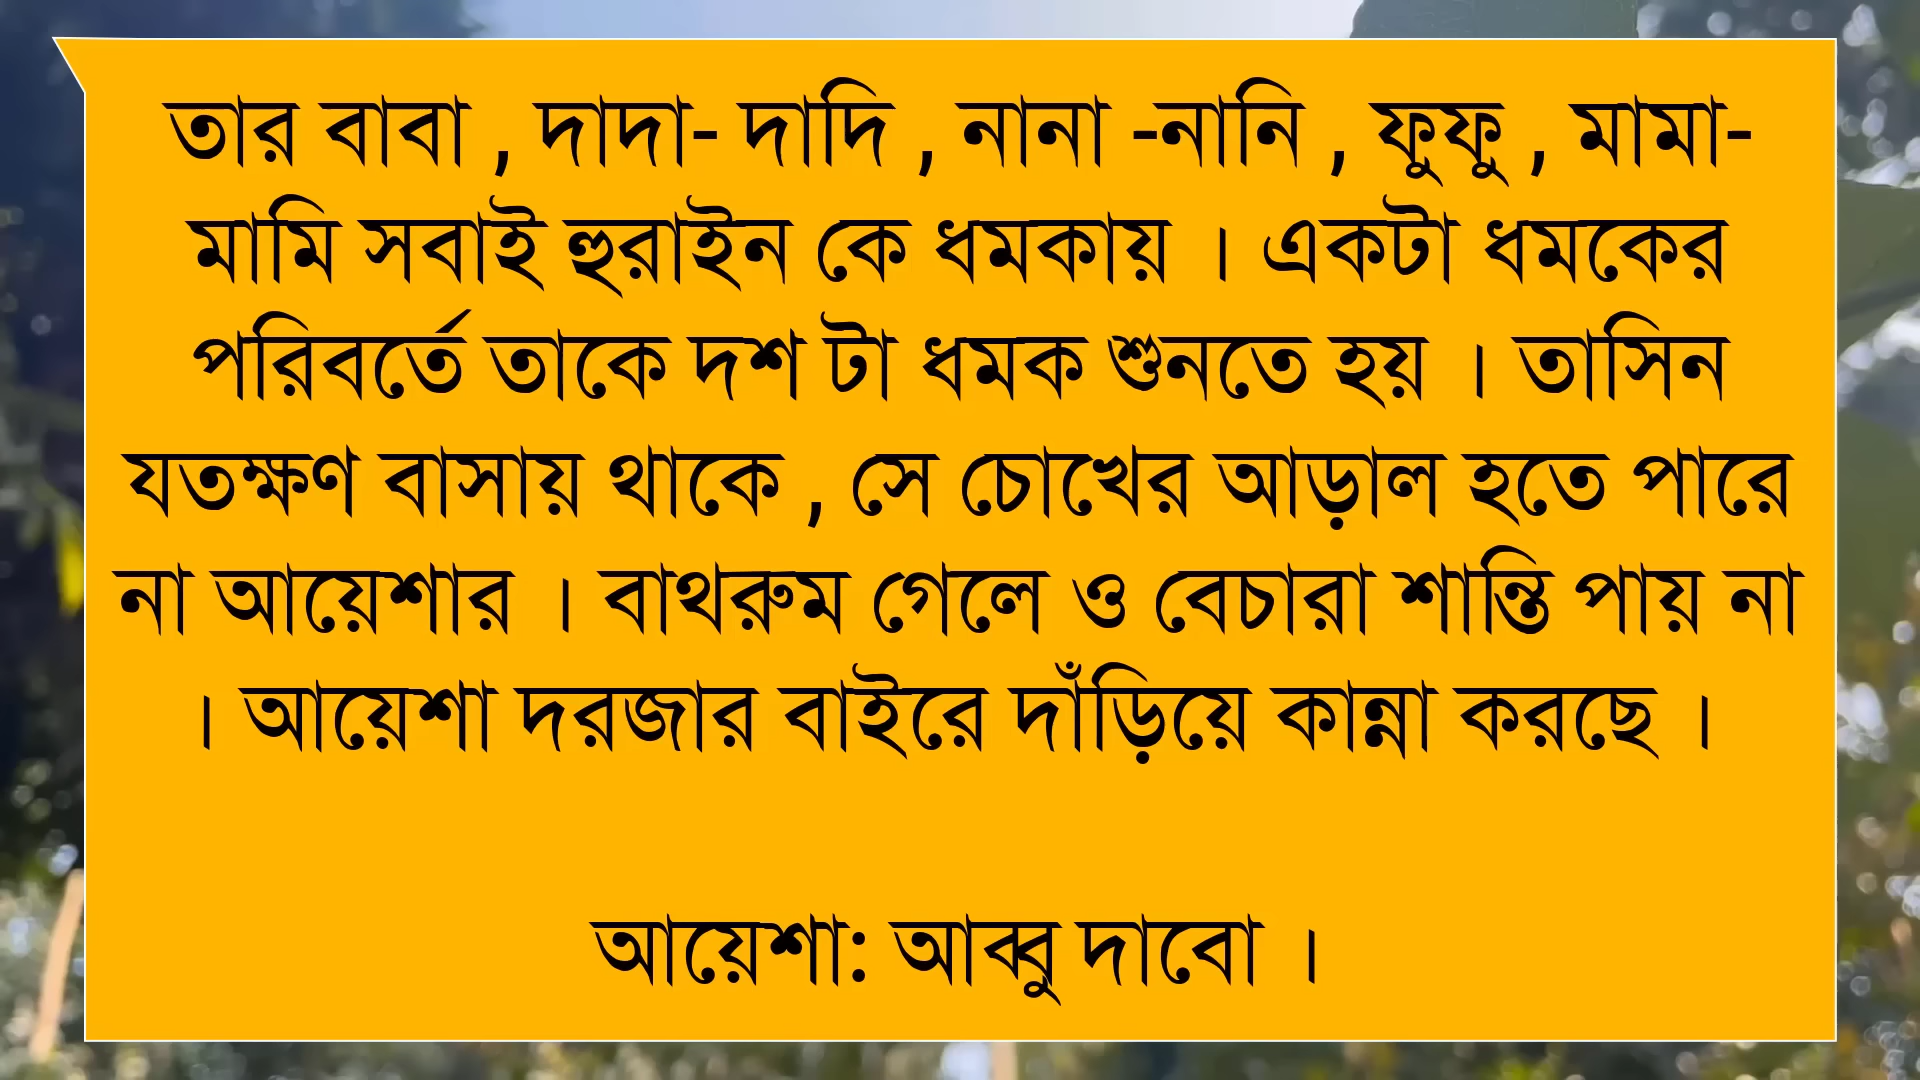 তার বাবা , দাদা- দাদি , নানা -নানি , ফুফু , মামা-
মামি সবাই হুরাইন কে ধমকায় । একটা ধমকের
পরিবর্তে তাকে দশ টা ধমক শুনতে হয় । তাসিন
যতক্ষণ বাসায় থাকে , সে চোখের আড়াল হতে পারে
না আয়েশার । বাথরুম গেলে ও বেচারা শান্তি পায় না
। আয়েশা দরজার বাইরে দাঁড়িয়ে কান্না করছে ।
আয়েশা: আব্বু দাবো ।